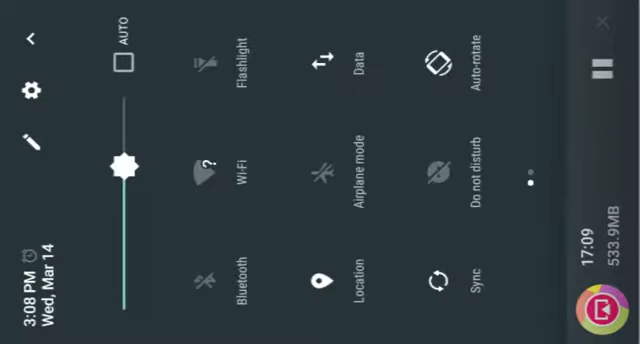 3:08 PM
Wed, Mar 14
AUTO
Bluetooth
Wi-Fi
?
Flashlight
Location
Airplane mode
Data
Sync
Do not disturb
Auto-rotate
17:09
533.9MB